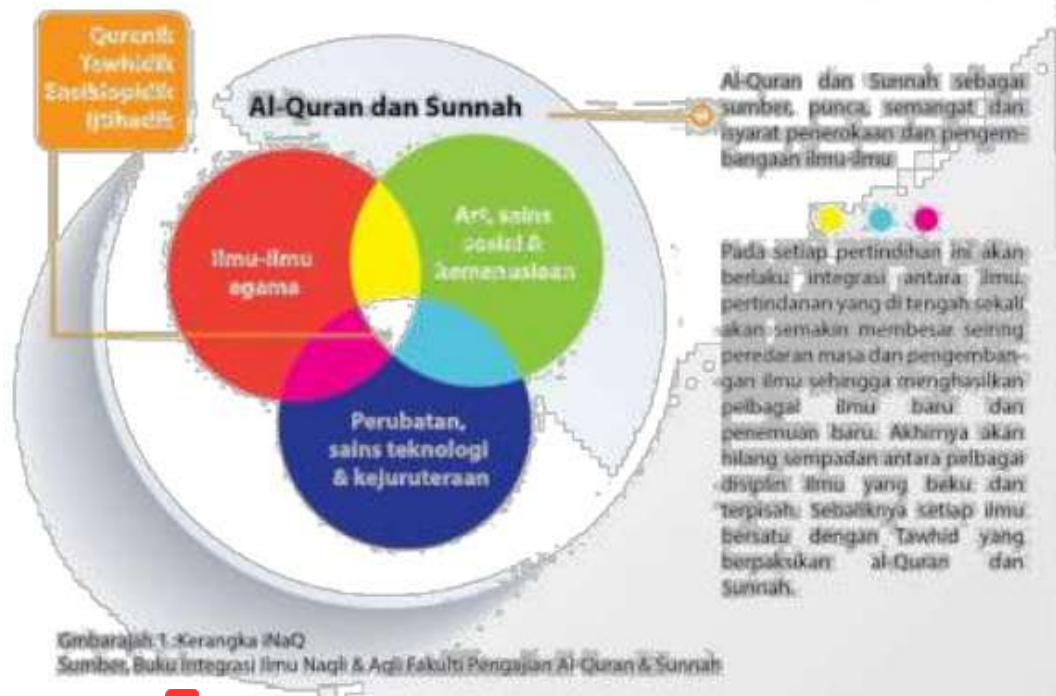 Quranik
Tawhidik
Ensiklopidik
Ijtihadik
Al-Quran dan Sunnah
Ilmu-Ilmu
agama
Art, sains
sosial &
kemanusiaan
Perubatan,
sains teknologi
& kejuruteraan
Al-Quran dan Sunnah sebagai
sumber, punca, semangat dan
isyarat penerokaan dan pengem-
bangaan ilmu-ilmu
Pada setiap pertindihan ini akan
berlaku integrasi antara ilmu,
pertindanan yang di tengah sekali
akan semakin membesar seiring
peredaran masa dan pengemban-
gan ilmu sehingga menghasilkan
pelbagai ilmu baru dan
penemuan baru. Akhirnya akan
hilang sempadan antara pelbagai
disiplin ilmu yang beku dan
terpisah. Sebaliknya setiap ilmu
bersatu dengan Tawhid yang
berpaksikan al-Quran dan
Sunnah.
Gmbarajah 1 :Kerangka iNaQ
Sumber, Buku Integrasi Ilmu Naqli & Aqli Fakulti Pengajian Al-Quran & Sunnah